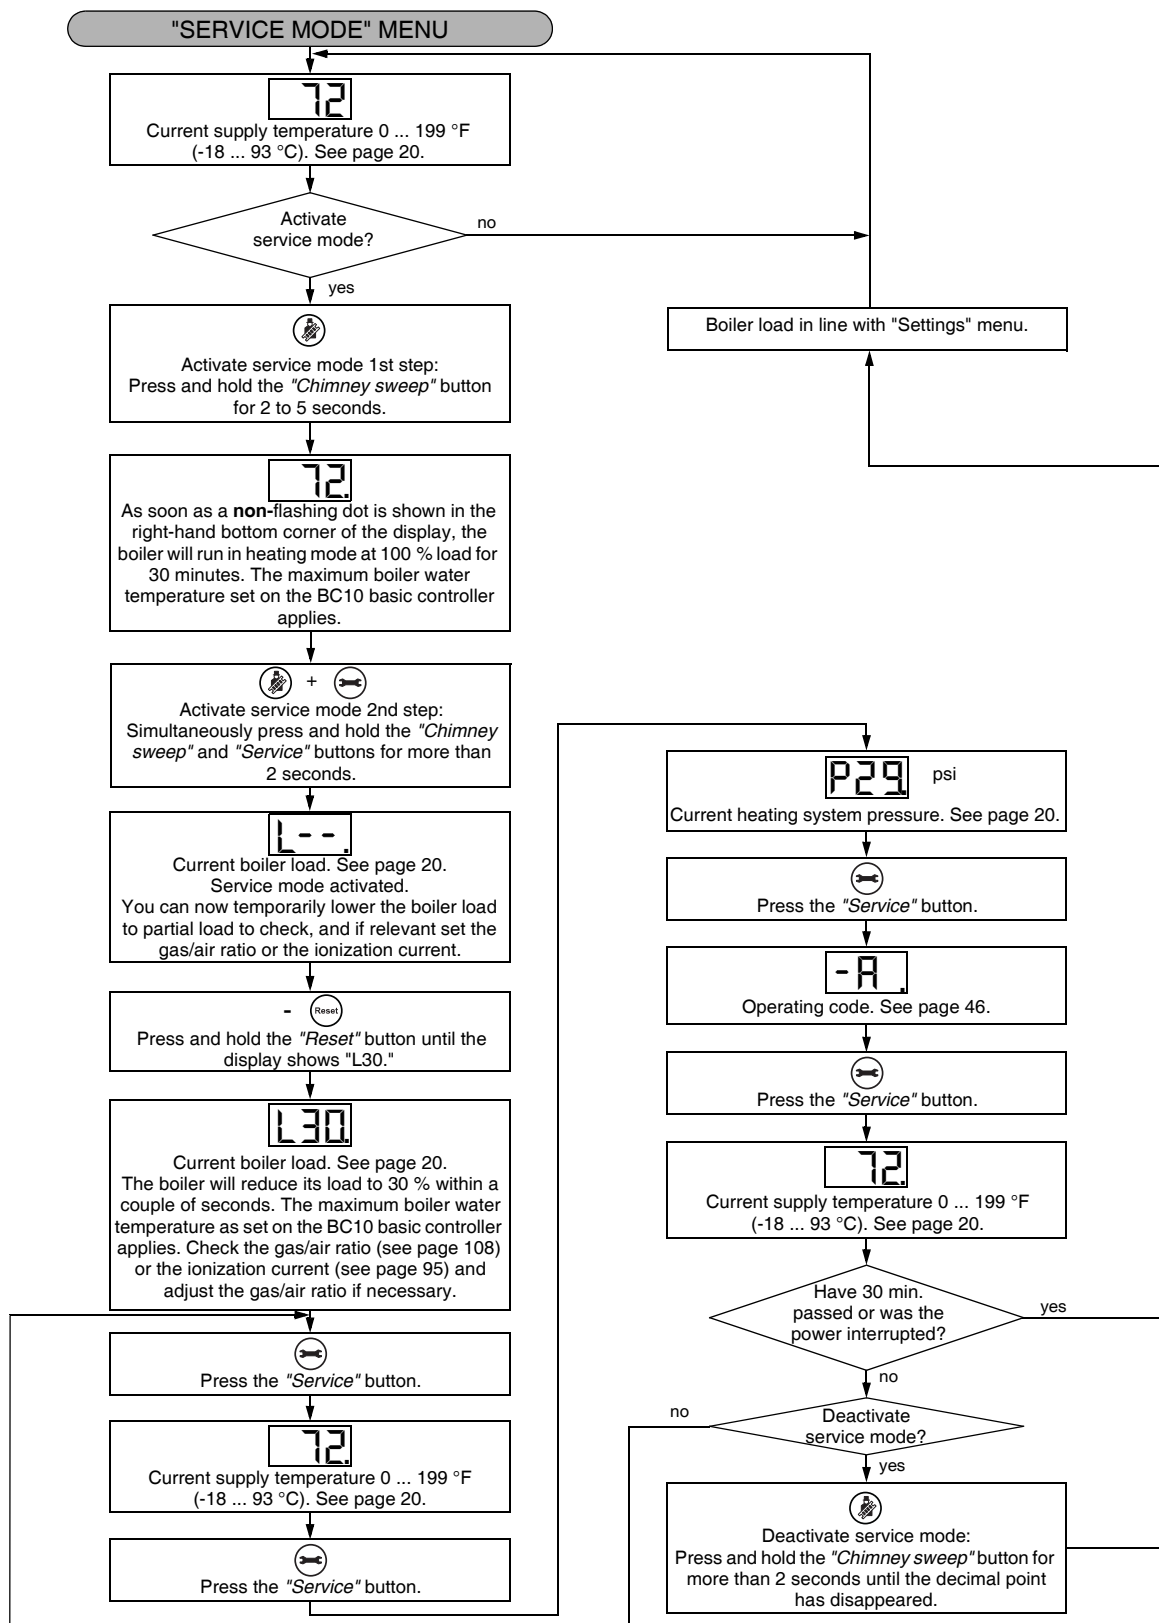 "SERVICE MODE" MENU
72
Current supply temperature 0 ... 199 °F
(-18 ... 93 °C). See page 20.
Activate
service mode?
no
yes
Activate service mode 1st step:
Press and hold the "Chimney sweep" button
for 2 to 5 seconds.
72.
As soon as a non-flashing dot is shown in the
right-hand bottom corner of the display, the
boiler will run in heating mode at 100 % load for
30 minutes. The maximum boiler water
temperature set on the BC10 basic controller
applies.
+
Activate service mode 2nd step:
Simultaneously press and hold the "Chimney
sweep" and "Service" buttons for more than
2 seconds.
L--.
Current boiler load. See page 20.
Service mode activated.
You can now temporarily lower the boiler load
to partial load to check, and if relevant set the
gas/air ratio or the ionization current.
- Reset
Press and hold the "Reset" button until the
display shows "L30."
L30.
Current boiler load. See page 20.
The boiler will reduce its load to 30 % within a
couple of seconds. The maximum boiler water
temperature as set on the BC10 basic controller
applies. Check the gas/air ratio (see page 108)
or the ionization current (see page 95) and
adjust the gas/air ratio if necessary.
Press the "Service" button.
72.
Current supply temperature 0 ... 199 °F
(-18 ... 93 °C). See page 20.
Press the "Service" button.
Boiler load in line with "Settings" menu.
P29. psi
Current heating system pressure. See page 20.
Press the "Service" button.
-A .
Operating code. See page 46.
Press the "Service" button.
72.
Current supply temperature 0 ... 199 °F
(-18 ... 93 °C). See page 20.
Have 30 min.
passed or was the
power interrupted?
yes
no
Deactivate
service mode?
no
yes
Deactivate service mode:
Press and hold the "Chimney sweep" button for
more than 2 seconds until the decimal point
has disappeared.